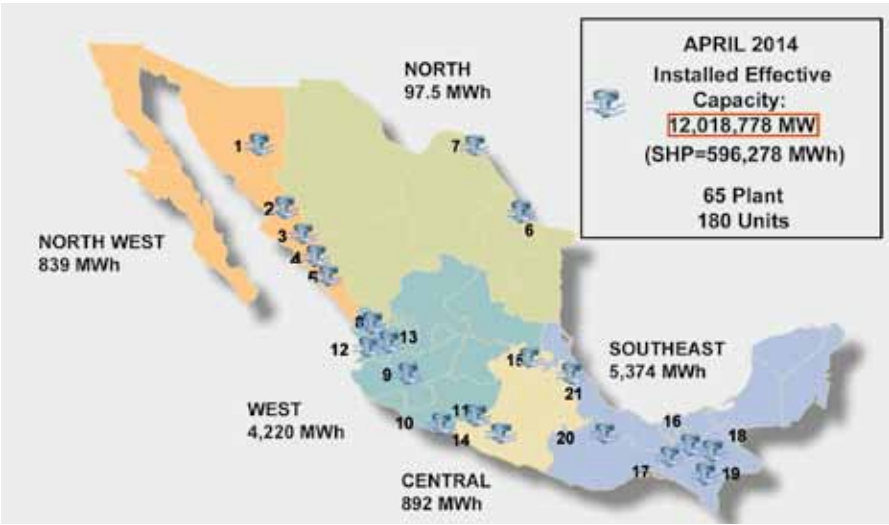 APRIL 2014
Installed Effective
Capacity:
12,018,778 MW
(SHP=596,278 MWh)
65 Plant
180 Units
NORTH
97.5 MWh
1
7
2
6
3
4
5
NORTH WEST
839 MWh
8
13
12
15
SOUTHEAST
5,374 MWh
9
21
WEST
4,220 MWh
10
11
14
20
16
18
17
19
CENTRAL
892 MWh